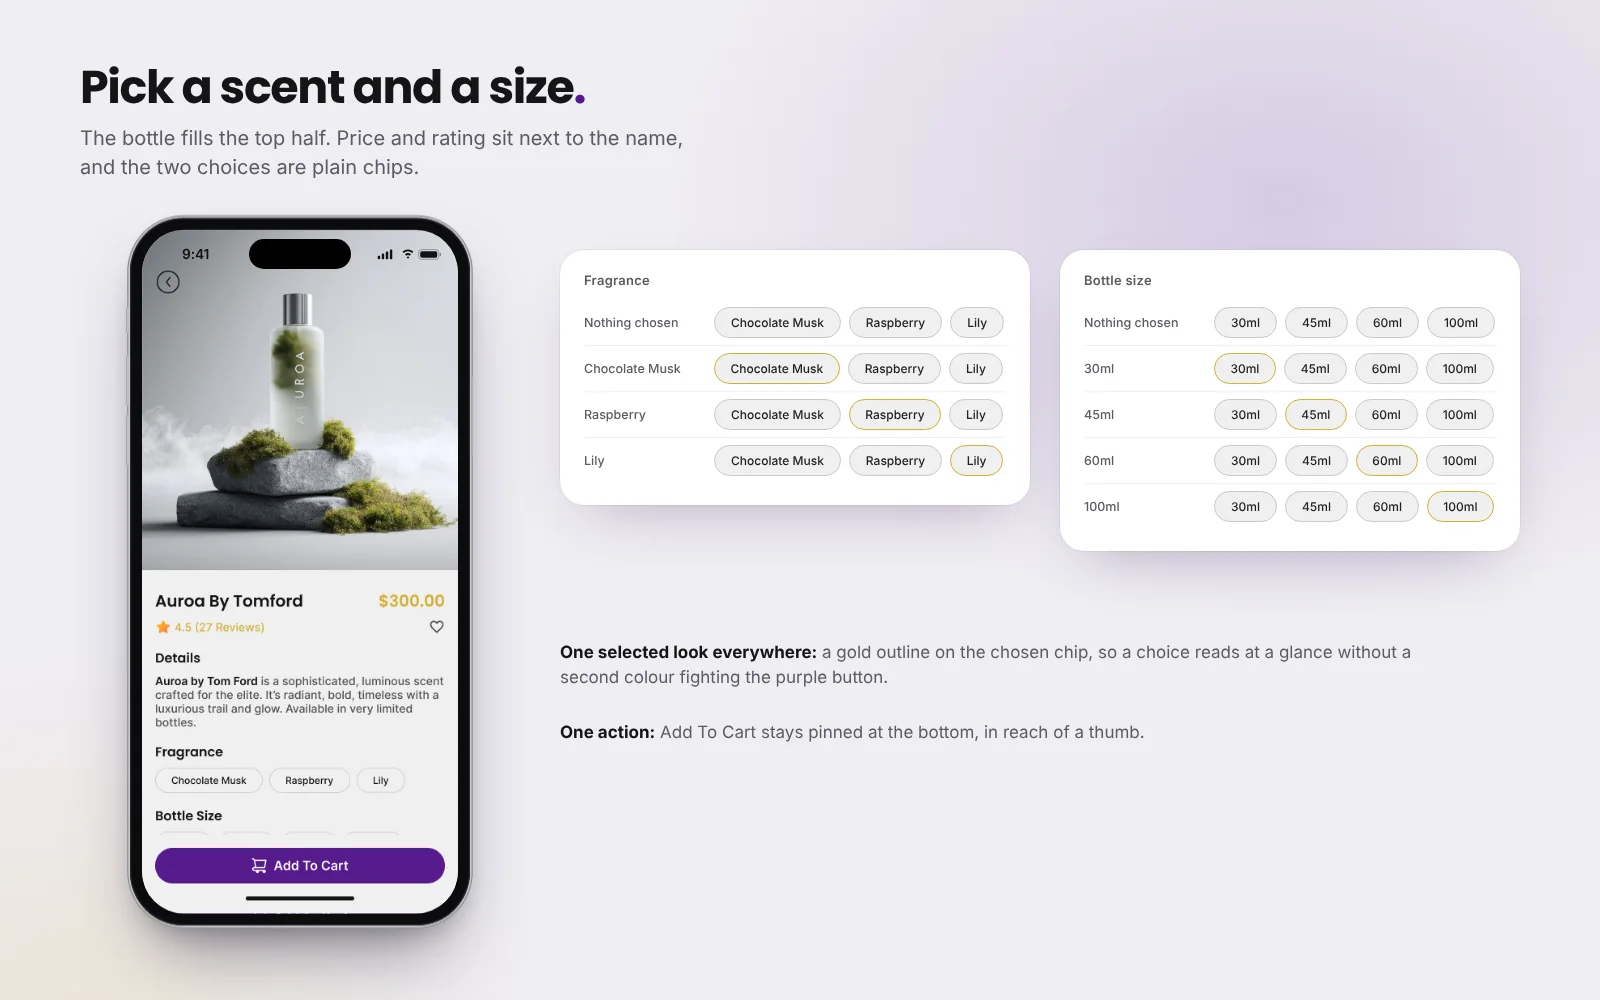 Pick a scent and a size.
The bottle fills the top half. Price and rating sit next to the name,
and the two choices are plain chips.
9:41
AUROA
Auroa By Tomford
$300.00
4.5 (27 Reviews)
Details
Auroa by Tom Ford is a sophisticated, luminous scent
crafted for the elite. It's radiant, bold, timeless with a
luxurious trail and glow. Available in very limited
bottles.
Fragrance
Chocolate Musk Raspberry Lily
Bottle Size
Add To Cart
Fragrance
Nothing chosen Chocolate Musk Raspberry Lily
Chocolate Musk Chocolate Musk Raspberry Lily
Raspberry Chocolate Musk Raspberry Lily
Lily Chocolate Musk Raspberry Lily
Bottle size
Nothing chosen 30ml 45ml 60ml 100ml
30ml 30ml 45ml 60ml 100ml
45ml 30ml 45ml 60ml 100ml
60ml 30ml 45ml 60ml 100ml
100ml 30ml 45ml 60ml 100ml
One selected look everywhere: a gold outline on the chosen chip, so a choice reads at a glance without a
second colour fighting the purple button.
One action: Add To Cart stays pinned at the bottom, in reach of a thumb.